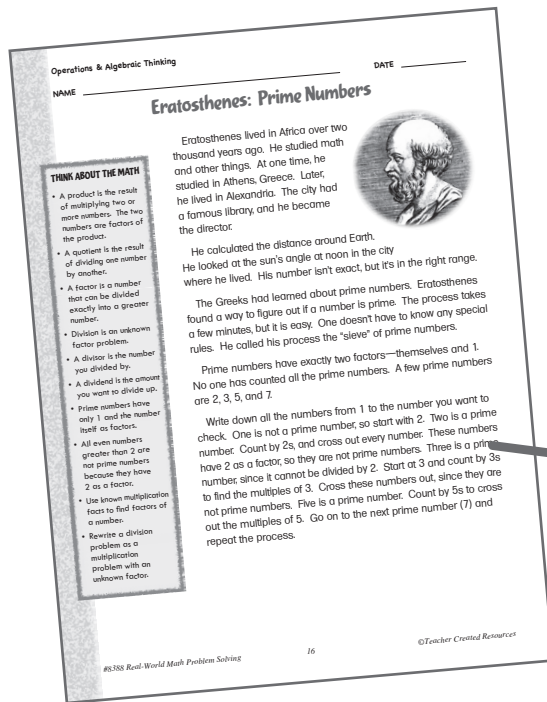 Operations & Algebraic Thinking
NAME
DATE
Eratosthenes: Prime Numbers
THINK ABOUT THE MATH
• A product is the result
of multiplying two or
more numbers. The two
numbers are factors of
the product.
• A quotient is the result
of dividing one number
by another.
• A factor is a number
that can be divided
exactly into a greater
number.
• Division is an unknown
factor problem.
• A divisor is the number
you divided by.
• A dividend is the amount
you want to divide up.
• Prime numbers have
only 1 and the number
itself as factors.
• All even numbers
greater than 2 are
not prime numbers
because they have
2 as a factor.
• Use known multiplication
facts to find factors of
a number.
• Rewrite a division
problem as a
multiplication
problem with an
unknown factor.
Eratosthenes lived in Africa over two
thousand years ago. He studied math
and other things. At one time, he
studied in Athens, Greece. Later,
he lived in Alexandria. The city had
a famous library, and he became
the director.
He calculated the distance around Earth.
He looked at the sun's angle at noon in the city
where he lived. His number isn't exact, but it's in the right range.
The Greeks had learned about prime numbers. Eratosthenes
found a way to figure out if a number is prime. The process takes
a few minutes, but it is easy. One doesn't have to know any special
rules. He called his process the "sieve" of prime numbers.
Prime numbers have exactly two factors—themselves and 1.
No one has counted all the prime numbers. A few prime numbers
are 2, 3, 5, and 7.
Write down all the numbers from 1 to the number you want to
check. One is not a prime number, so start with 2. Two is a prime
number. Count by 2s, and cross out every number. These numbers
have 2 as a factor, so they are not prime numbers. Three is a prime
number, since it cannot be divided by 2. Start at 3 and count by 3s
to find the multiples of 3. Cross these numbers out, since they are
not prime numbers. Five is a prime number. Count by 5s to cross
out the multiples of 5. Go on to the next prime number (7) and
repeat the process.
#8388 Real-World Math Problem Solving
16
©Teacher Created Resources